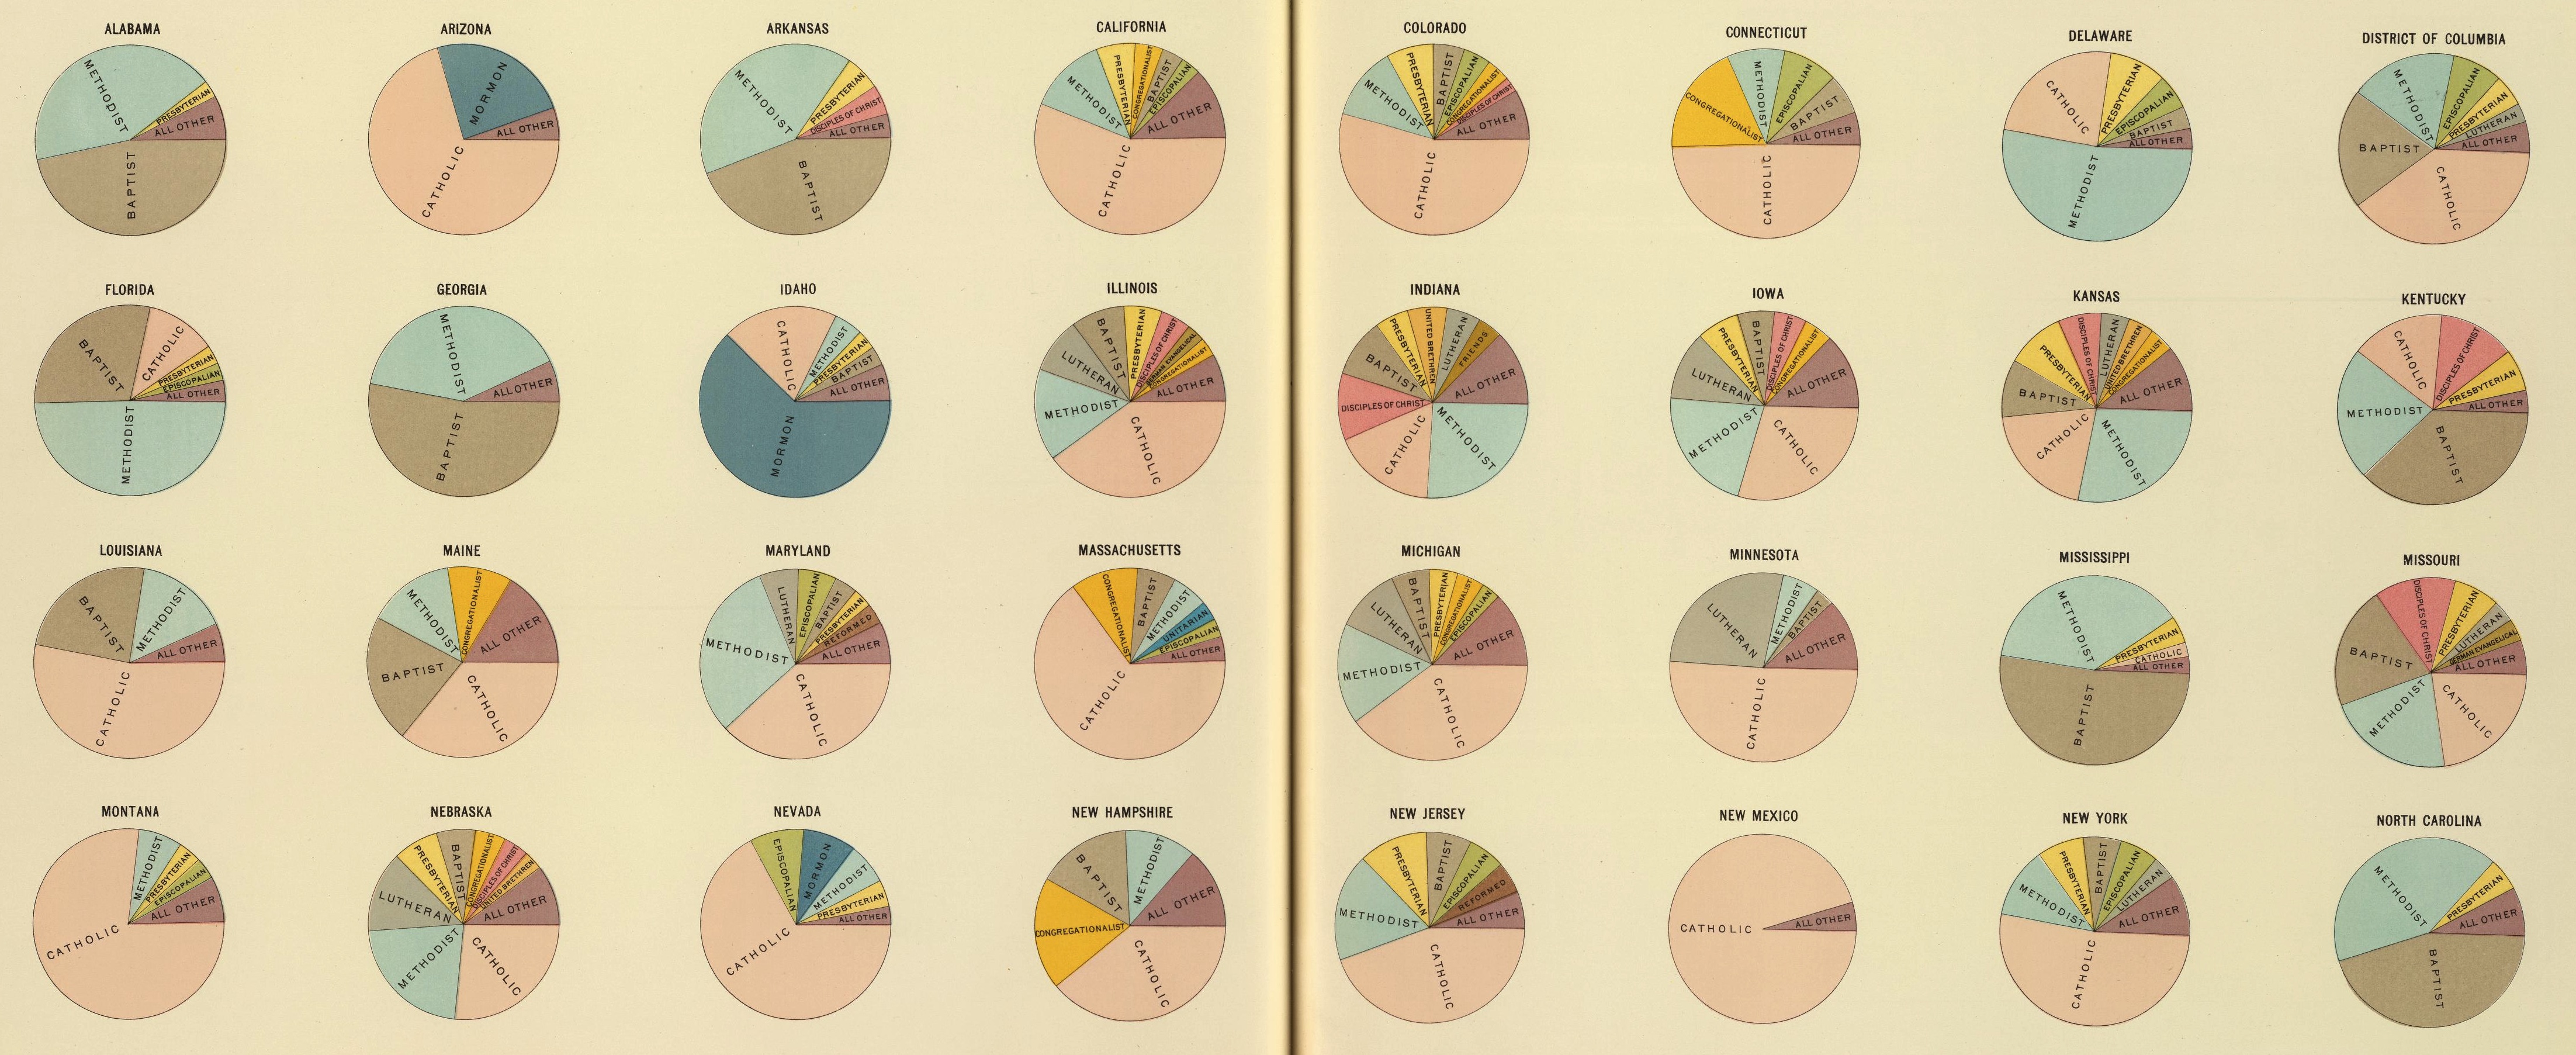 ALABAMA
METHODIST
PRESBYTERIAN
ALL OTHER
BAPTIST
ARIZONA
MORMON
ALL OTHER
CATHOLIC
ARKANSAS
METHODIST
PRESBYTERIAN
DISCIPLES OF CHRIST
ALL OTHER
BAPTIST
CALIFORNIA
METHODIST
PRESBYTERIAN
CONGREGATIONALIST
BAPTIST
EPISCOPALIAN
ALL OTHER
CATHOLIC
COLORADO
METHODIST
PRESBYTERIAN
BAPTIST
EPISCOPALIAN
CONGREGATIONALIST
DISCIPLES OF CHRIST
ALL OTHER
CATHOLIC
CONNECTICUT
CONGREGATIONALIST
METHODIST
EPISCOPALIAN
BAPTIST
ALL OTHER
CATHOLIC
DELAWARE
CATHOLIC
PRESBYTERIAN
EPISCOPALIAN
BAPTIST
ALL OTHER
METHODIST
DISTRICT OF COLUMBIA
BAPTIST
METHODIST
EPISCOPALIAN
PRESBYTERIAN
LUTHERAN
ALL OTHER
CATHOLIC
FLORIDA
BAPTIST
CATHOLIC
PRESBYTERIAN
EPISCOPALIAN
ALL OTHER
METHODIST
GEORGIA
METHODIST
ALL OTHER
BAPTIST
IDAHO
CATHOLIC
METHODIST
PRESBYTERIAN
BAPTIST
ALL OTHER
MORMON
ILLINOIS
METHODIST
LUTHERAN
BAPTIST
PRESBYTERIAN
DISCIPLES OF CHRIST
GERMAN EVANGELICAL
CONGREGATIONALIST
ALL OTHER
CATHOLIC
INDIANA
CATHOLIC
DISCIPLES OF CHRIST
BAPTIST
PRESBYTERIAN
UNITED BRETHREN
LUTHERAN
FRIENDS
ALL OTHER
METHODIST
IOWA
METHODIST
LUTHERAN
PRESBYTERIAN
BAPTIST
DISCIPLES OF CHRIST
CONGREGATIONALIST
ALL OTHER
CATHOLIC
KANSAS
CATHOLIC
BAPTIST
PRESBYTERIAN
DISCIPLES OF CHRIST
LUTHERAN
UNITED BRETHREN
CONGREGATIONALIST
ALL OTHER
METHODIST
KENTUCKY
METHODIST
CATHOLIC
DISCIPLES OF CHRIST
PRESBYTERIAN
ALL OTHER
BAPTIST
LOUISIANA
BAPTIST
METHODIST
ALL OTHER
CATHOLIC
MAINE
BAPTIST
METHODIST
CONGREGATIONALIST
ALL OTHER
CATHOLIC
MARYLAND
METHODIST
LUTHERAN
EPISCOPALIAN
BAPTIST
PRESBYTERIAN
REFORMED
ALL OTHER
CATHOLIC
MASSACHUSETTS
CONGREGATIONALIST
BAPTIST
METHODIST
UNITARIAN
EPISCOPALIAN
ALL OTHER
CATHOLIC
MICHIGAN
METHODIST
LUTHERAN
BAPTIST
PRESBYTERIAN
CONGREGATIONALIST
EPISCOPALIAN
ALL OTHER
CATHOLIC
MINNESOTA
LUTHERAN
METHODIST
BAPTIST
ALL OTHER
CATHOLIC
MISSISSIPPI
METHODIST
PRESBYTERIAN
CATHOLIC
ALL OTHER
BAPTIST
MISSOURI
METHODIST
BAPTIST
DISCIPLES OF CHRIST
PRESBYTERIAN
LUTHERAN
GERMAN EVANGELICAL
ALL OTHER
CATHOLIC
MONTANA
METHODIST
PRESBYTERIAN
EPISCOPALIAN
ALL OTHER
CATHOLIC
NEBRASKA
METHODIST
LUTHERAN
PRESBYTERIAN
BAPTIST
CONGREGATIONALIST
DISCIPLES OF CHRIST
UNITED BRETHREN
ALL OTHER
CATHOLIC
NEVADA
EPISCOPALIAN
MORMON
METHODIST
PRESBYTERIAN
ALL OTHER
CATHOLIC
NEW HAMPSHIRE
CONGREGATIONALIST
BAPTIST
METHODIST
ALL OTHER
CATHOLIC
NEW JERSEY
METHODIST
PRESBYTERIAN
BAPTIST
EPISCOPALIAN
REFORMED
ALL OTHER
CATHOLIC
NEW MEXICO
CATHOLIC
ALL OTHER
NEW YORK
METHODIST
PRESBYTERIAN
BAPTIST
EPISCOPALIAN
LUTHERAN
ALL OTHER
CATHOLIC
NORTH CAROLINA
METHODIST
PRESBYTERIAN
ALL OTHER
BAPTIST